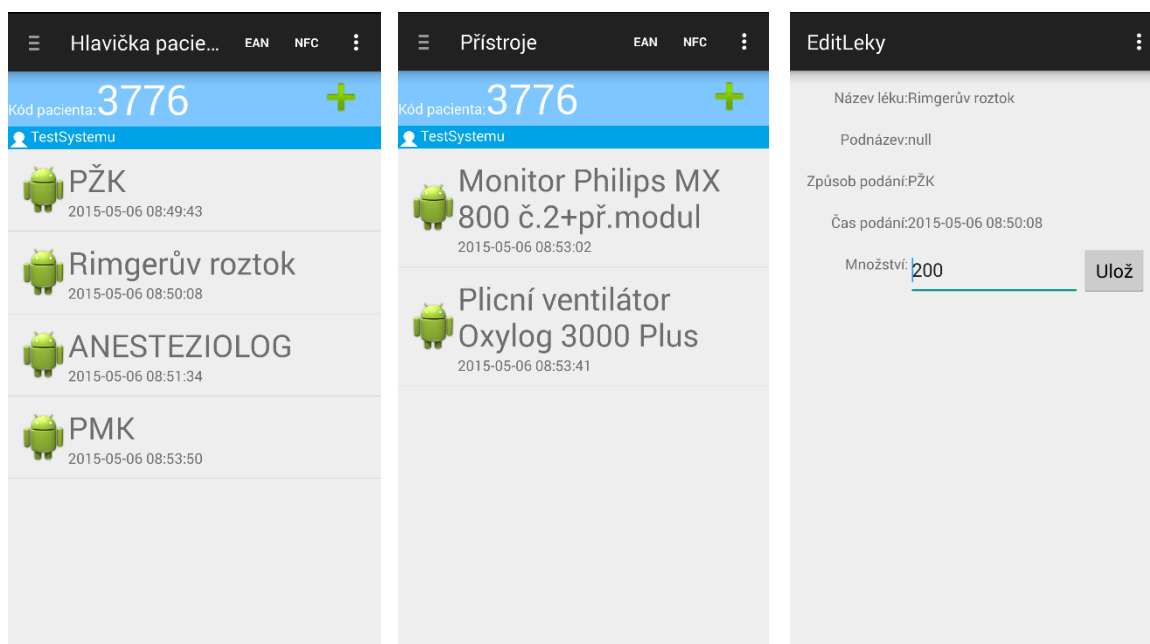 Hlavička pacie... EAN NFC
Kód pacienta:3776
TestSystemu
PŽK
2015-05-06 08:49:43
Rimgerův roztok
2015-05-06 08:50:08
ANESTEZIOLOG
2015-05-06 08:51:34
PMK
2015-05-06 08:53:50
Přístroje EAN NFC
Kód pacienta:3776
TestSystemu
Monitor Philips MX
800 č.2+př.modul
2015-05-06 08:53:02
Plicní ventilátor
Oxylog 3000 Plus
2015-05-06 08:53:41
EditLeky
Název léku:Rimgerův roztok
Podnázev:null
Způsob podání:PŽK
Čas podání:2015-05-06 08:50:08
Množství: 200 Ulož